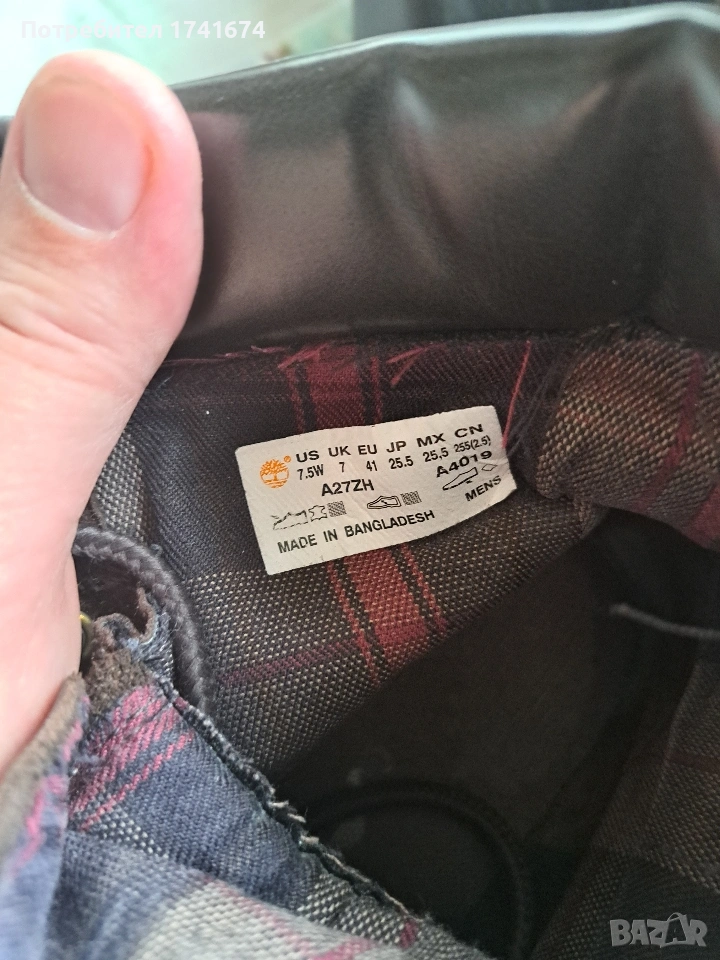 Потребител 1741674
US UK EU JP MX CN
7.5W 7 41 25.5 25,5 255(2.5)
A27ZH A4019
MENS
MADE IN BANGLADESH
BAZAR